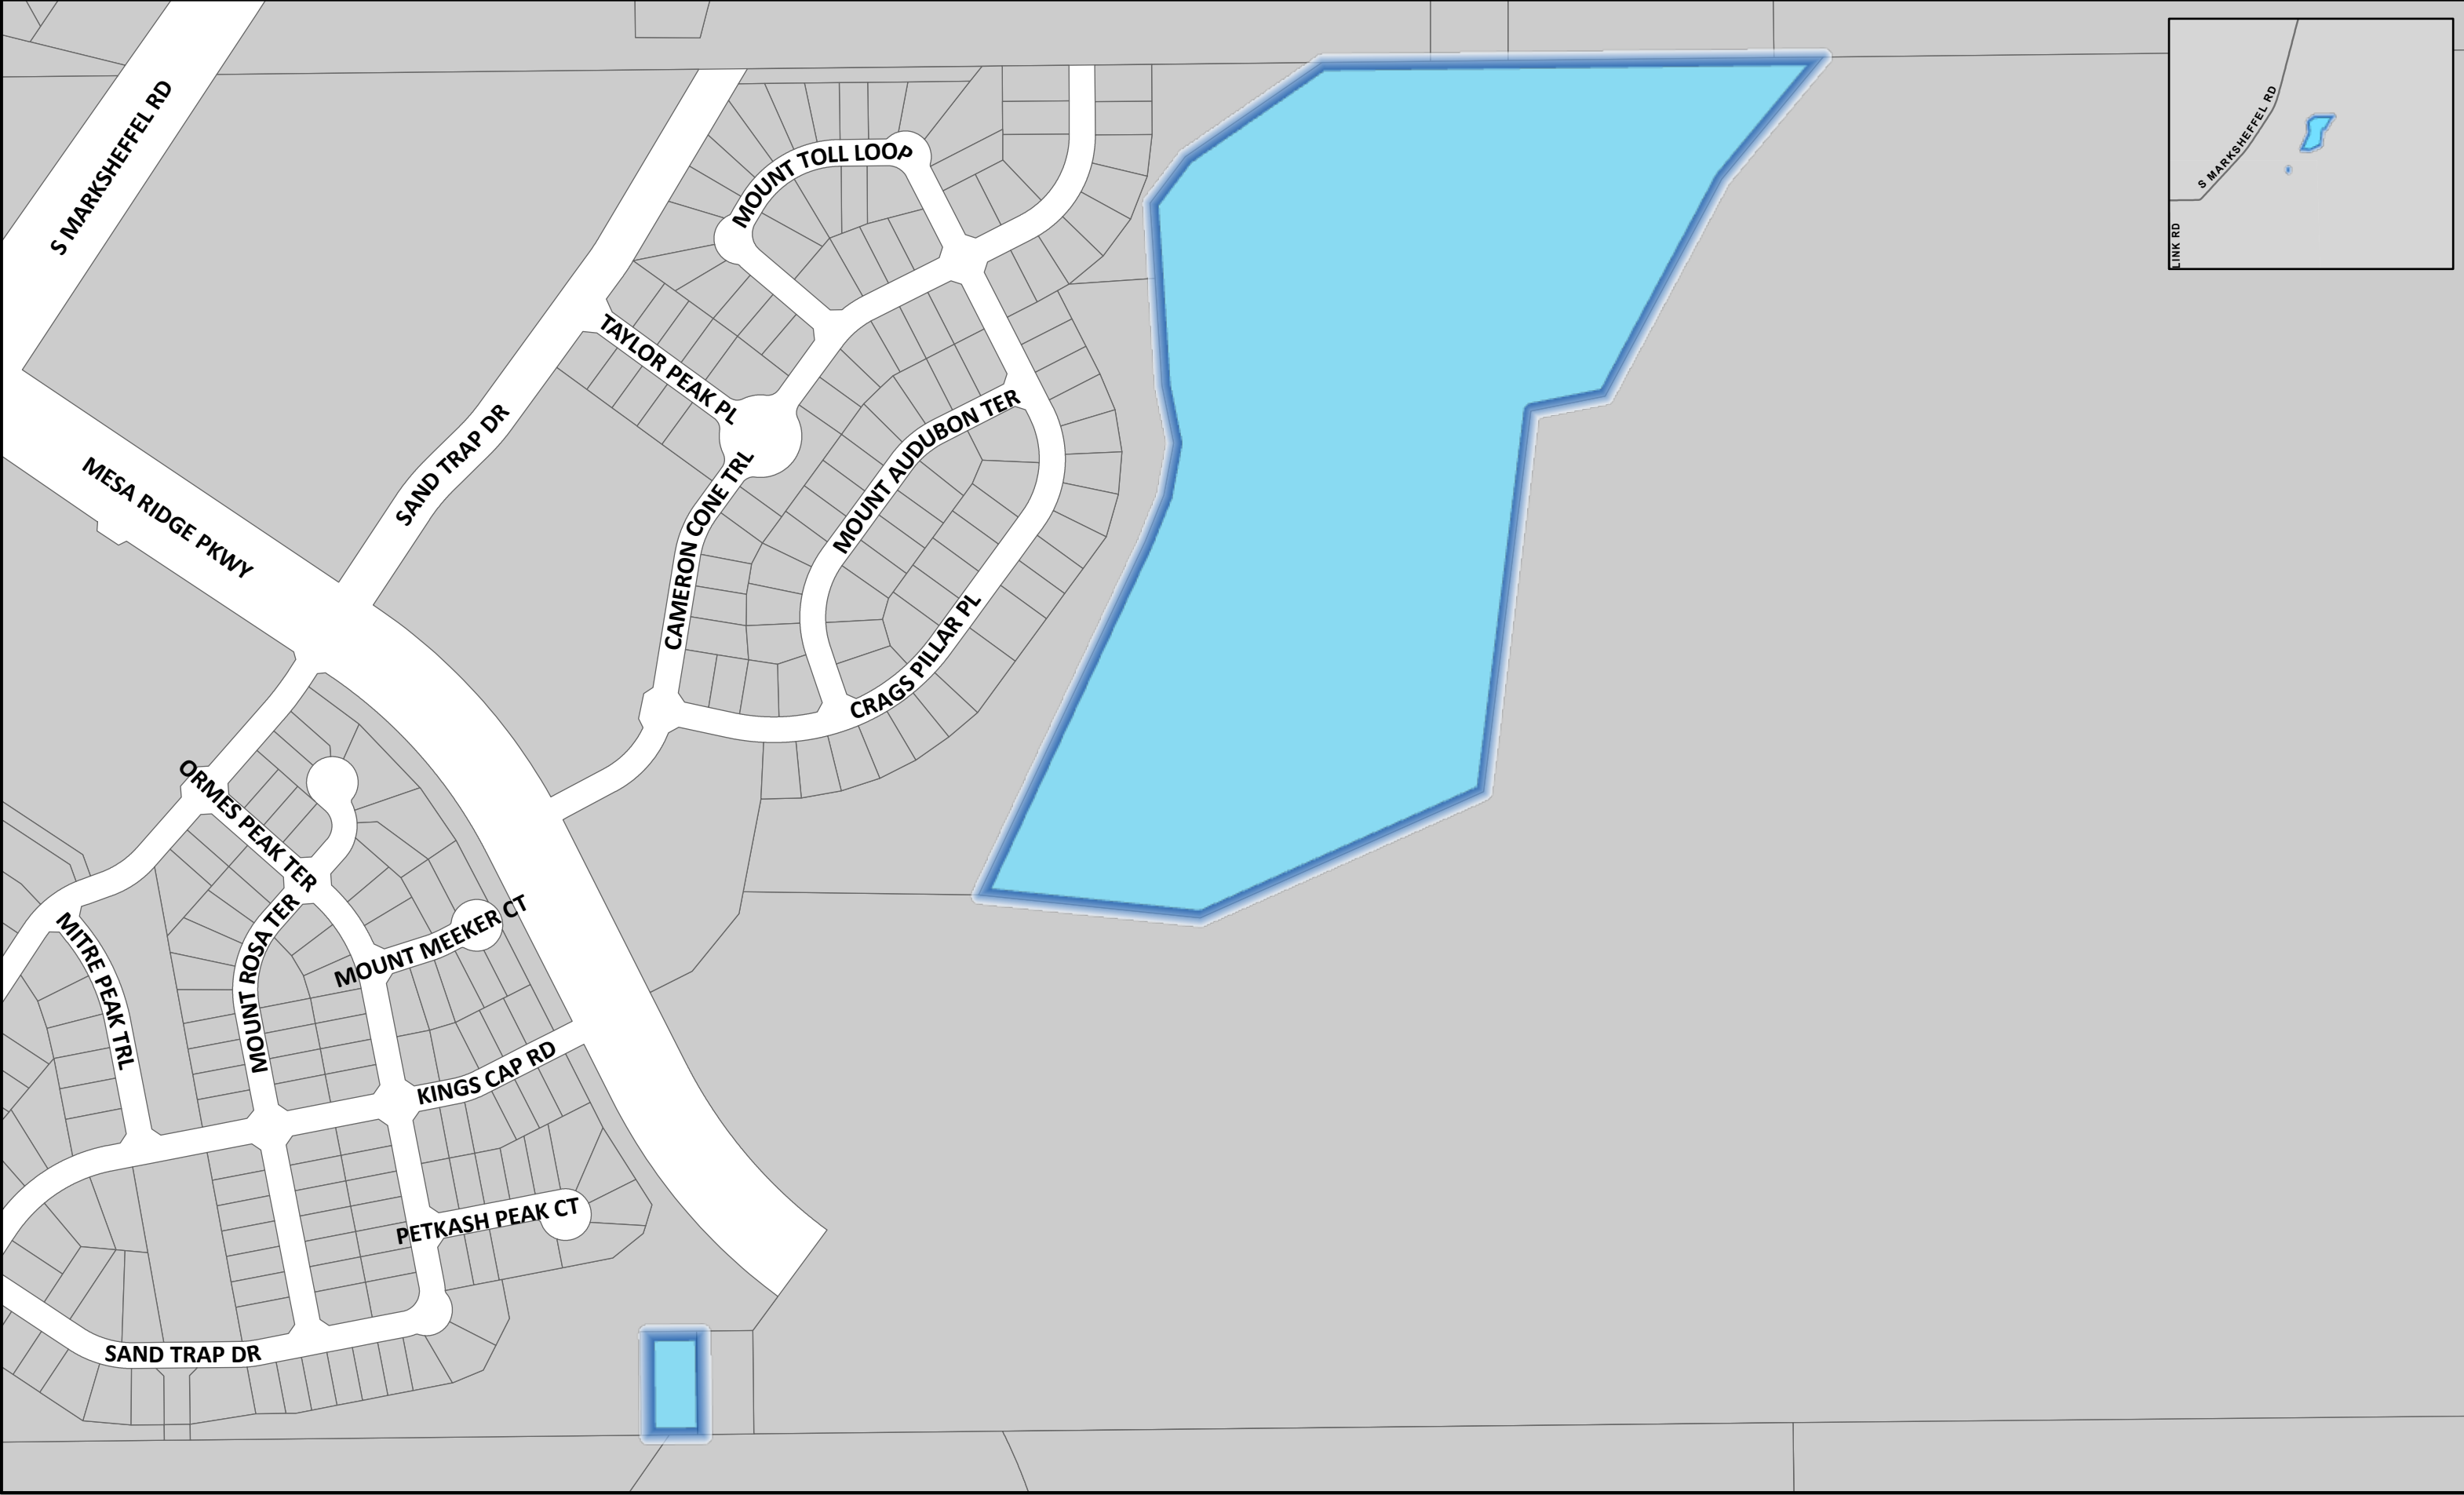 S MARKSHEFFEL RD
MOUNT TOLL LOOP
S MARKSHEFFEL RD
LINK RD
TAYLOR PEAK PL
SAND TRAP DR
MESA RIDGE PKWY
MOUNT AUDUBON TER
CAMERON CONE TRL
CRAGS PILLAR PL
ORMES PEAK TER
MITRE PEAK TRL
MOUNT ROSA TER
MOUNT MEEKER CT
KINGS CAP RD
PETKASH PEAK CT
SAND TRAP DR